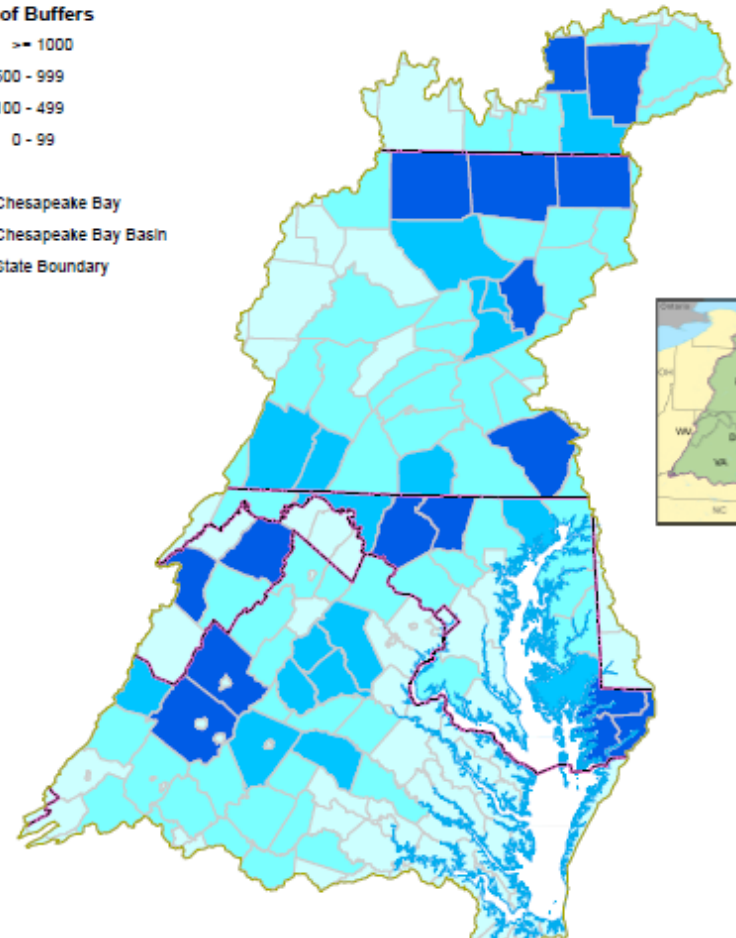 of Buffers
>= 1000
500 - 999
100 - 499
0 - 99
Chesapeake Bay
Chesapeake Bay Basin
State Boundary
Ontario
OH
WV
VA
NC